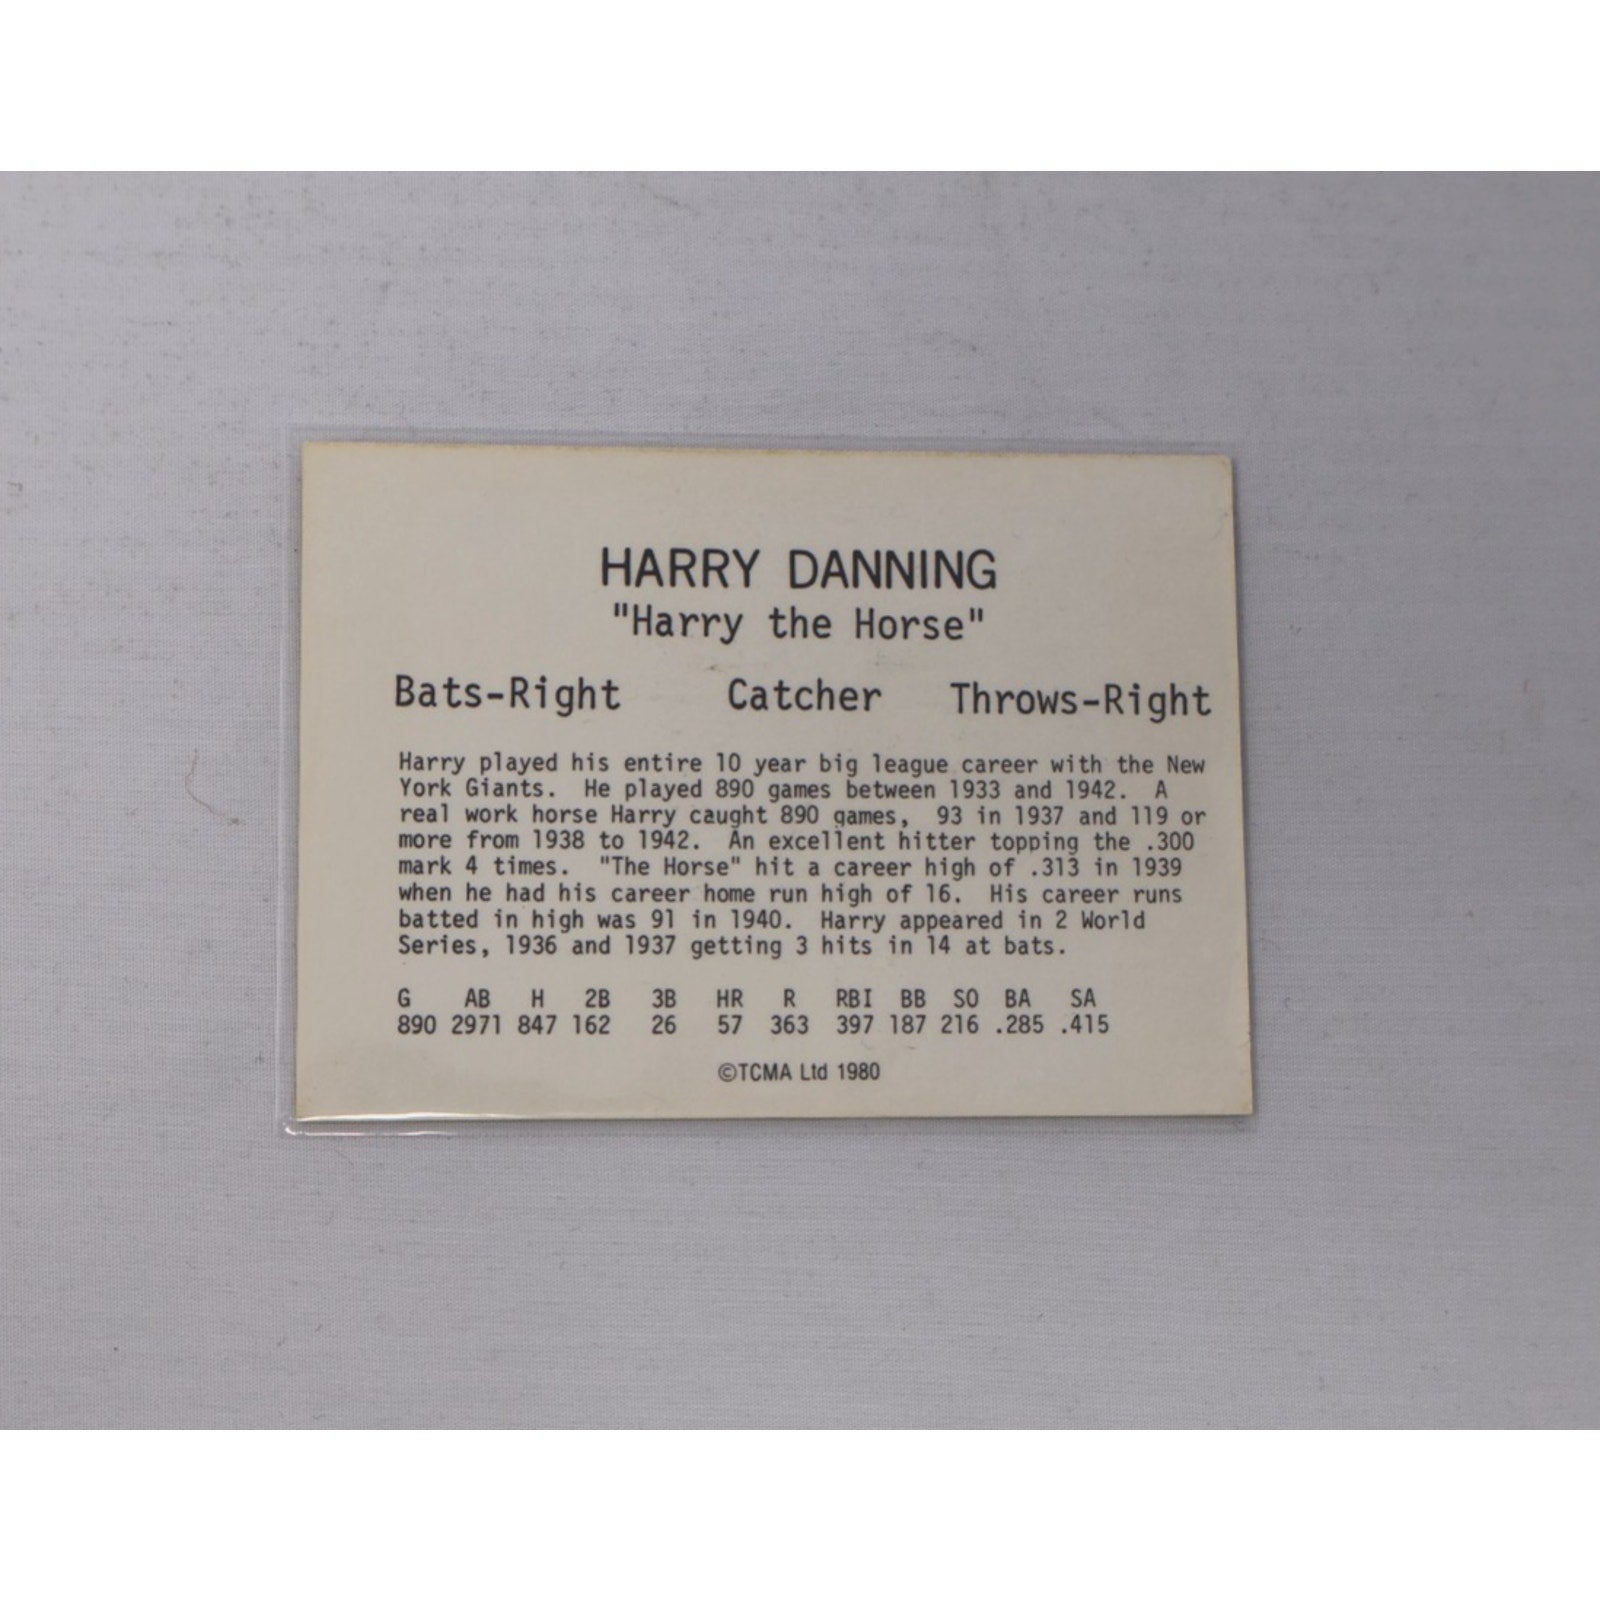 HARRY DANNING
"Harry the Horse"
Bats-Right Catcher Throws-Right
Harry played his entire 10 year big league career with the New
York Giants. He played 890 games between 1933 and 1942. A
real work horse Harry caught 890 games, 93 in 1937 and 119 or
more from 1938 to 1942. An excellent hitter topping the .300
mark 4 times. "The Horse" hit a career high of .313 in 1939
when he had his career home run high of 16. His career runs
batted in high was 91 in 1940. Harry appeared in 2 World
Series, 1936 and 1937 getting 3 hits in 14 at bats.
G AB H 2B 3B HR R RBI BB SO BA SA
890 2971 847 162 26 57 363 397 187 216 .285 .415
©TCMA Ltd 1980